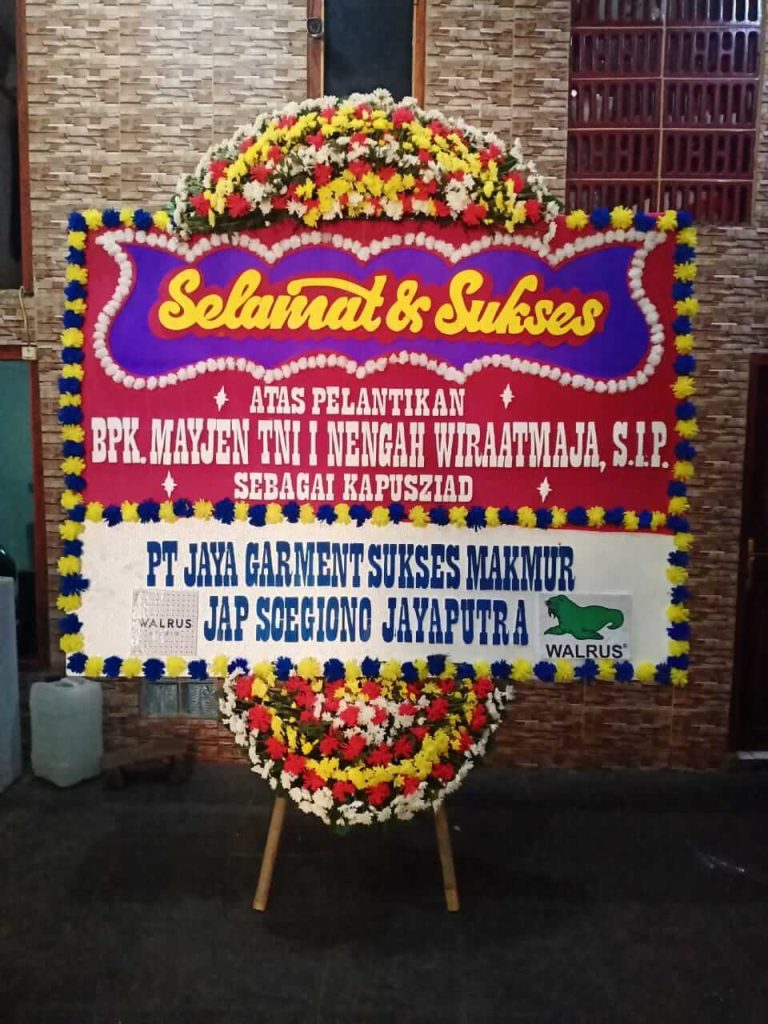 Selamat & Sukses
ATAS PELANTIKAN
BPK. MAYJEN TNI I NENGAH WIRAATMAJA, S.I.P.
SEBAGAI KAPUSZIAD
PT JAYA GARMENT SUKSES MAKMUR
JAP SOEGIONO JAYAPUTRA
WALRUS
STUDIO
WALRUS®